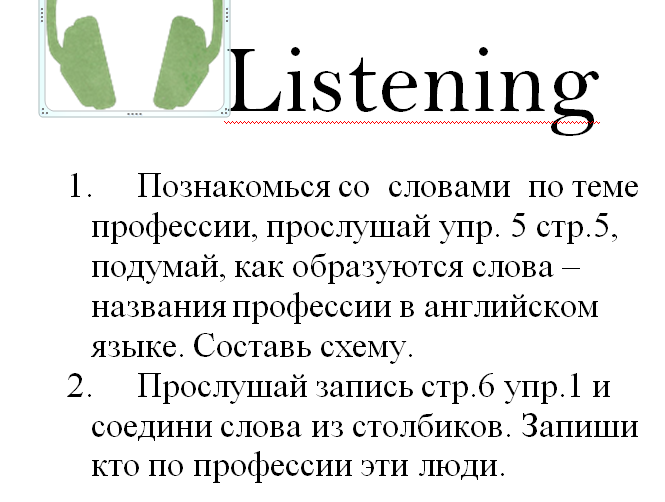 Listening
1. Познакомься со словами по теме
профессии, прослушай упр. 5 стр.5,
подумай, как образуются слова –
названия профессии в английском
языке. Составь схему.
2. Прослушай запись стр.6 упр.1 и
соедини слова из столбиков. Запиши
кто по профессии эти люди.